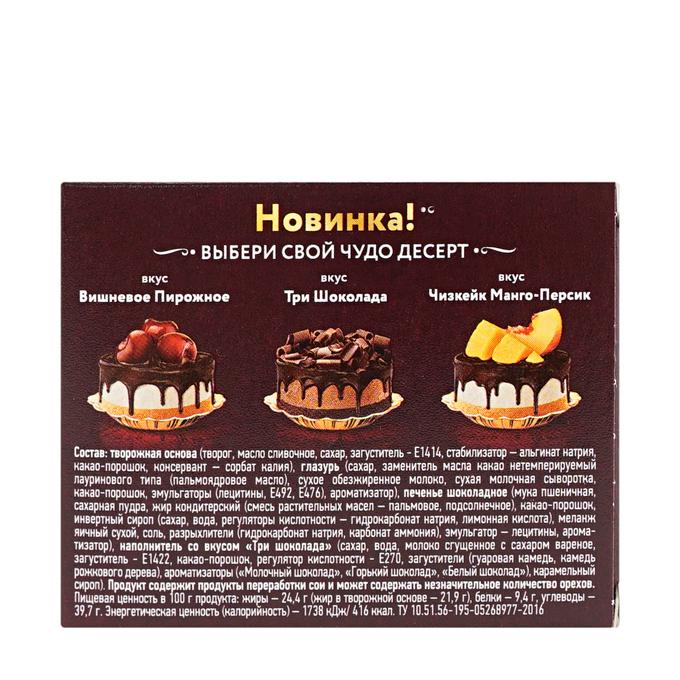 Новинка!
ВЫБЕРИ СВОЙ ЧУДО ДЕСЕРТ
вкус
Вишневое Пирожное
вкус
Три Шоколада
вкус
Чизкейк Манго-Персик
Состав: творожная основа (творог, масло сливочное, сахар, загуститель - Е1414, стабилизатор – альгинат натрия,
какао-порошок, консервант – сорбат калия), глазурь (сахар, заменитель масла какао нетемперируемый
лауринового типа (пальмоядровое масло), сухое обезжиренное молоко, сухая молочная сыворотка,
какао-порошок, эмульгаторы (лецитины, Е492, Е476), ароматизатор), печенье шоколадное (мука пшеничная,
сахарная пудра, жир кондитерский (смесь растительных масел – пальмовое, подсолнечное), какао-порошок,
инвертный сироп (сахар, вода, регуляторы кислотности – гидрокарбонат натрия, лимонная кислота), меланж
яичный сухой, соль, разрыхлители (гидрокарбонат натрия, карбонат аммония), эмульгатор – лецитины, арома-
тизатор), наполнитель со вкусом «Три шоколада» (сахар, вода, молоко сгущенное с сахаром вареное,
загуститель - Е1422, какао-порошок, регулятор кислотности - Е270, загустители (гуаровая камедь, камедь
рожкового дерева), ароматизаторы («Молочный шоколад», «Горький шоколад», «Белый шоколад»), карамельный
сироп). Продукт содержит продукты переработки сои и может содержать незначительное количество орехов.
Пищевая ценность в 100 г продукта: жиры – 24,4 г (жир в творожной основе – 21,9 г), белки – 9,4 г, углеводы –
39,7 г. Энергетическая ценность (калорийность) – 1738 кДж/ 416 ккал. ТУ 10.51.56-195-05268977-2016